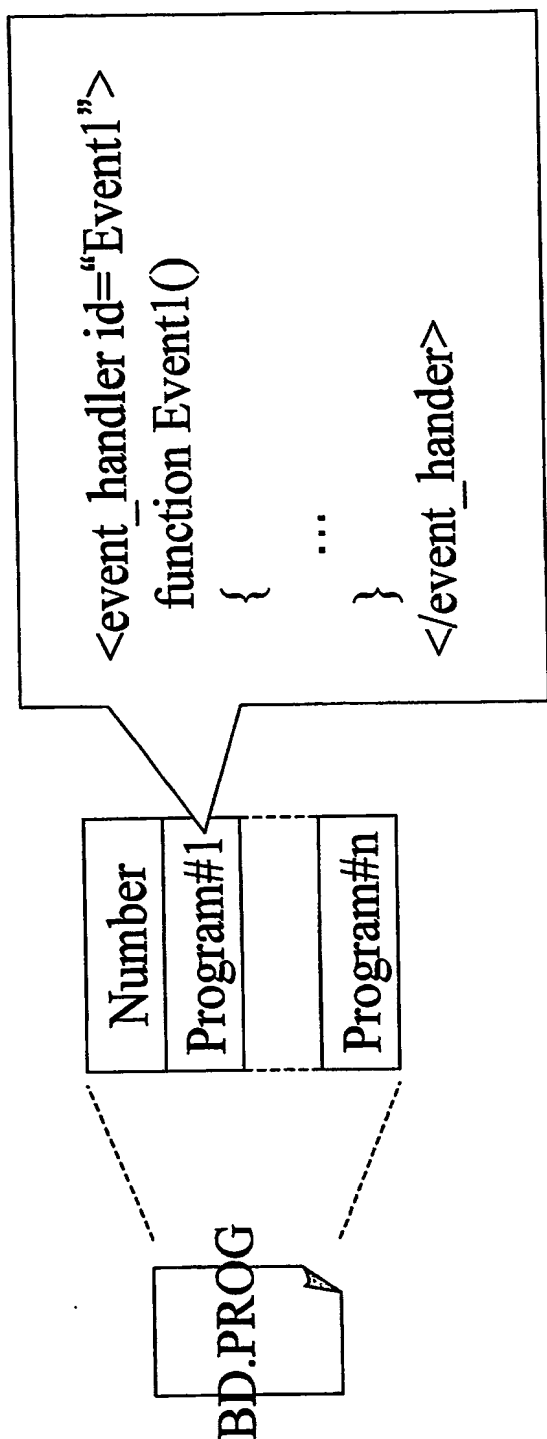 BD.PROG
Number
Program#1
Program#n
<event_handler id=“Event1”>
function Event1()
{
...
}
</event_hander>